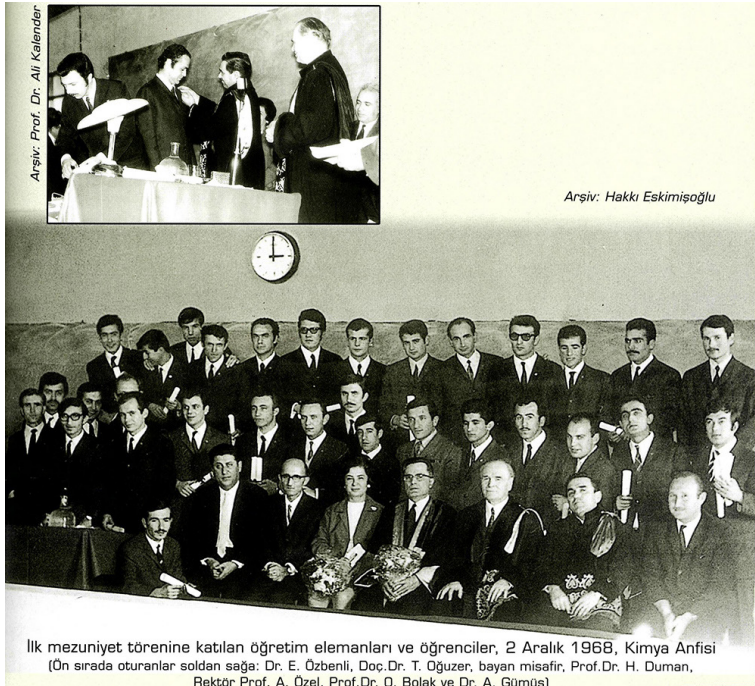 Arşiv: Prof. Dr. Ali Kalender
Arşiv: Hakkı Eskimişoğlu
İlk mezuniyet törenine katılan öğretim elemanları ve öğrenciler, 2 Aralık 1968, Kimya Anfisi
(Ön sırada oturanlar soldan sağa: Dr. E. Özbenli, Doç.Dr. T. Oğuzer, bayan misafir, Prof.Dr. H. Duman,
Rektör Prof. A. Özel, Prof.Dr. O. Bolak ve Dr. A. Gümüş)